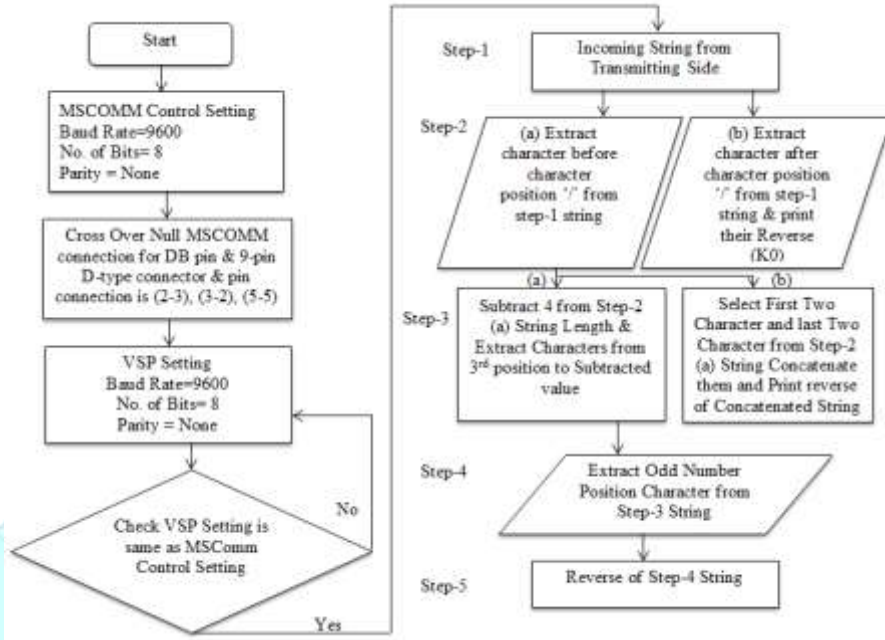 Start
MSCOMM Control Setting
Baud Rate=9600
No. of Bits= 8
Parity = None
Cross Over Null MSCOMM
connection for DB pin & 9-pin
D-type connector & pin
connection is (2-3), (3-2), (5-5)
VSP Setting
Baud Rate=9600
No. of Bits= 8
Parity = None
No
Check VSP Setting is
same as MSComm
Control Setting
Yes
Step-1
Incoming String from
Transmitting Side
Step-2
(a) Extract
character before
character
position '/' from
step-1 string
(b) Extract
character after
character position
'/' from step-1
string & print
their Reverse
(K0)
(a)
(b)
Step-3
Subtract 4 from Step-2
(a) String Length &
Extract Characters from
3rd position to Subtracted
value
Select First Two
Character and last Two
Character from Step-2
(a) String Concatenate
them and Print reverse
of Concatenated String
Step-4
Extract Odd Number
Position Character from
Step-3 String
Step-5
Reverse of Step-4 String